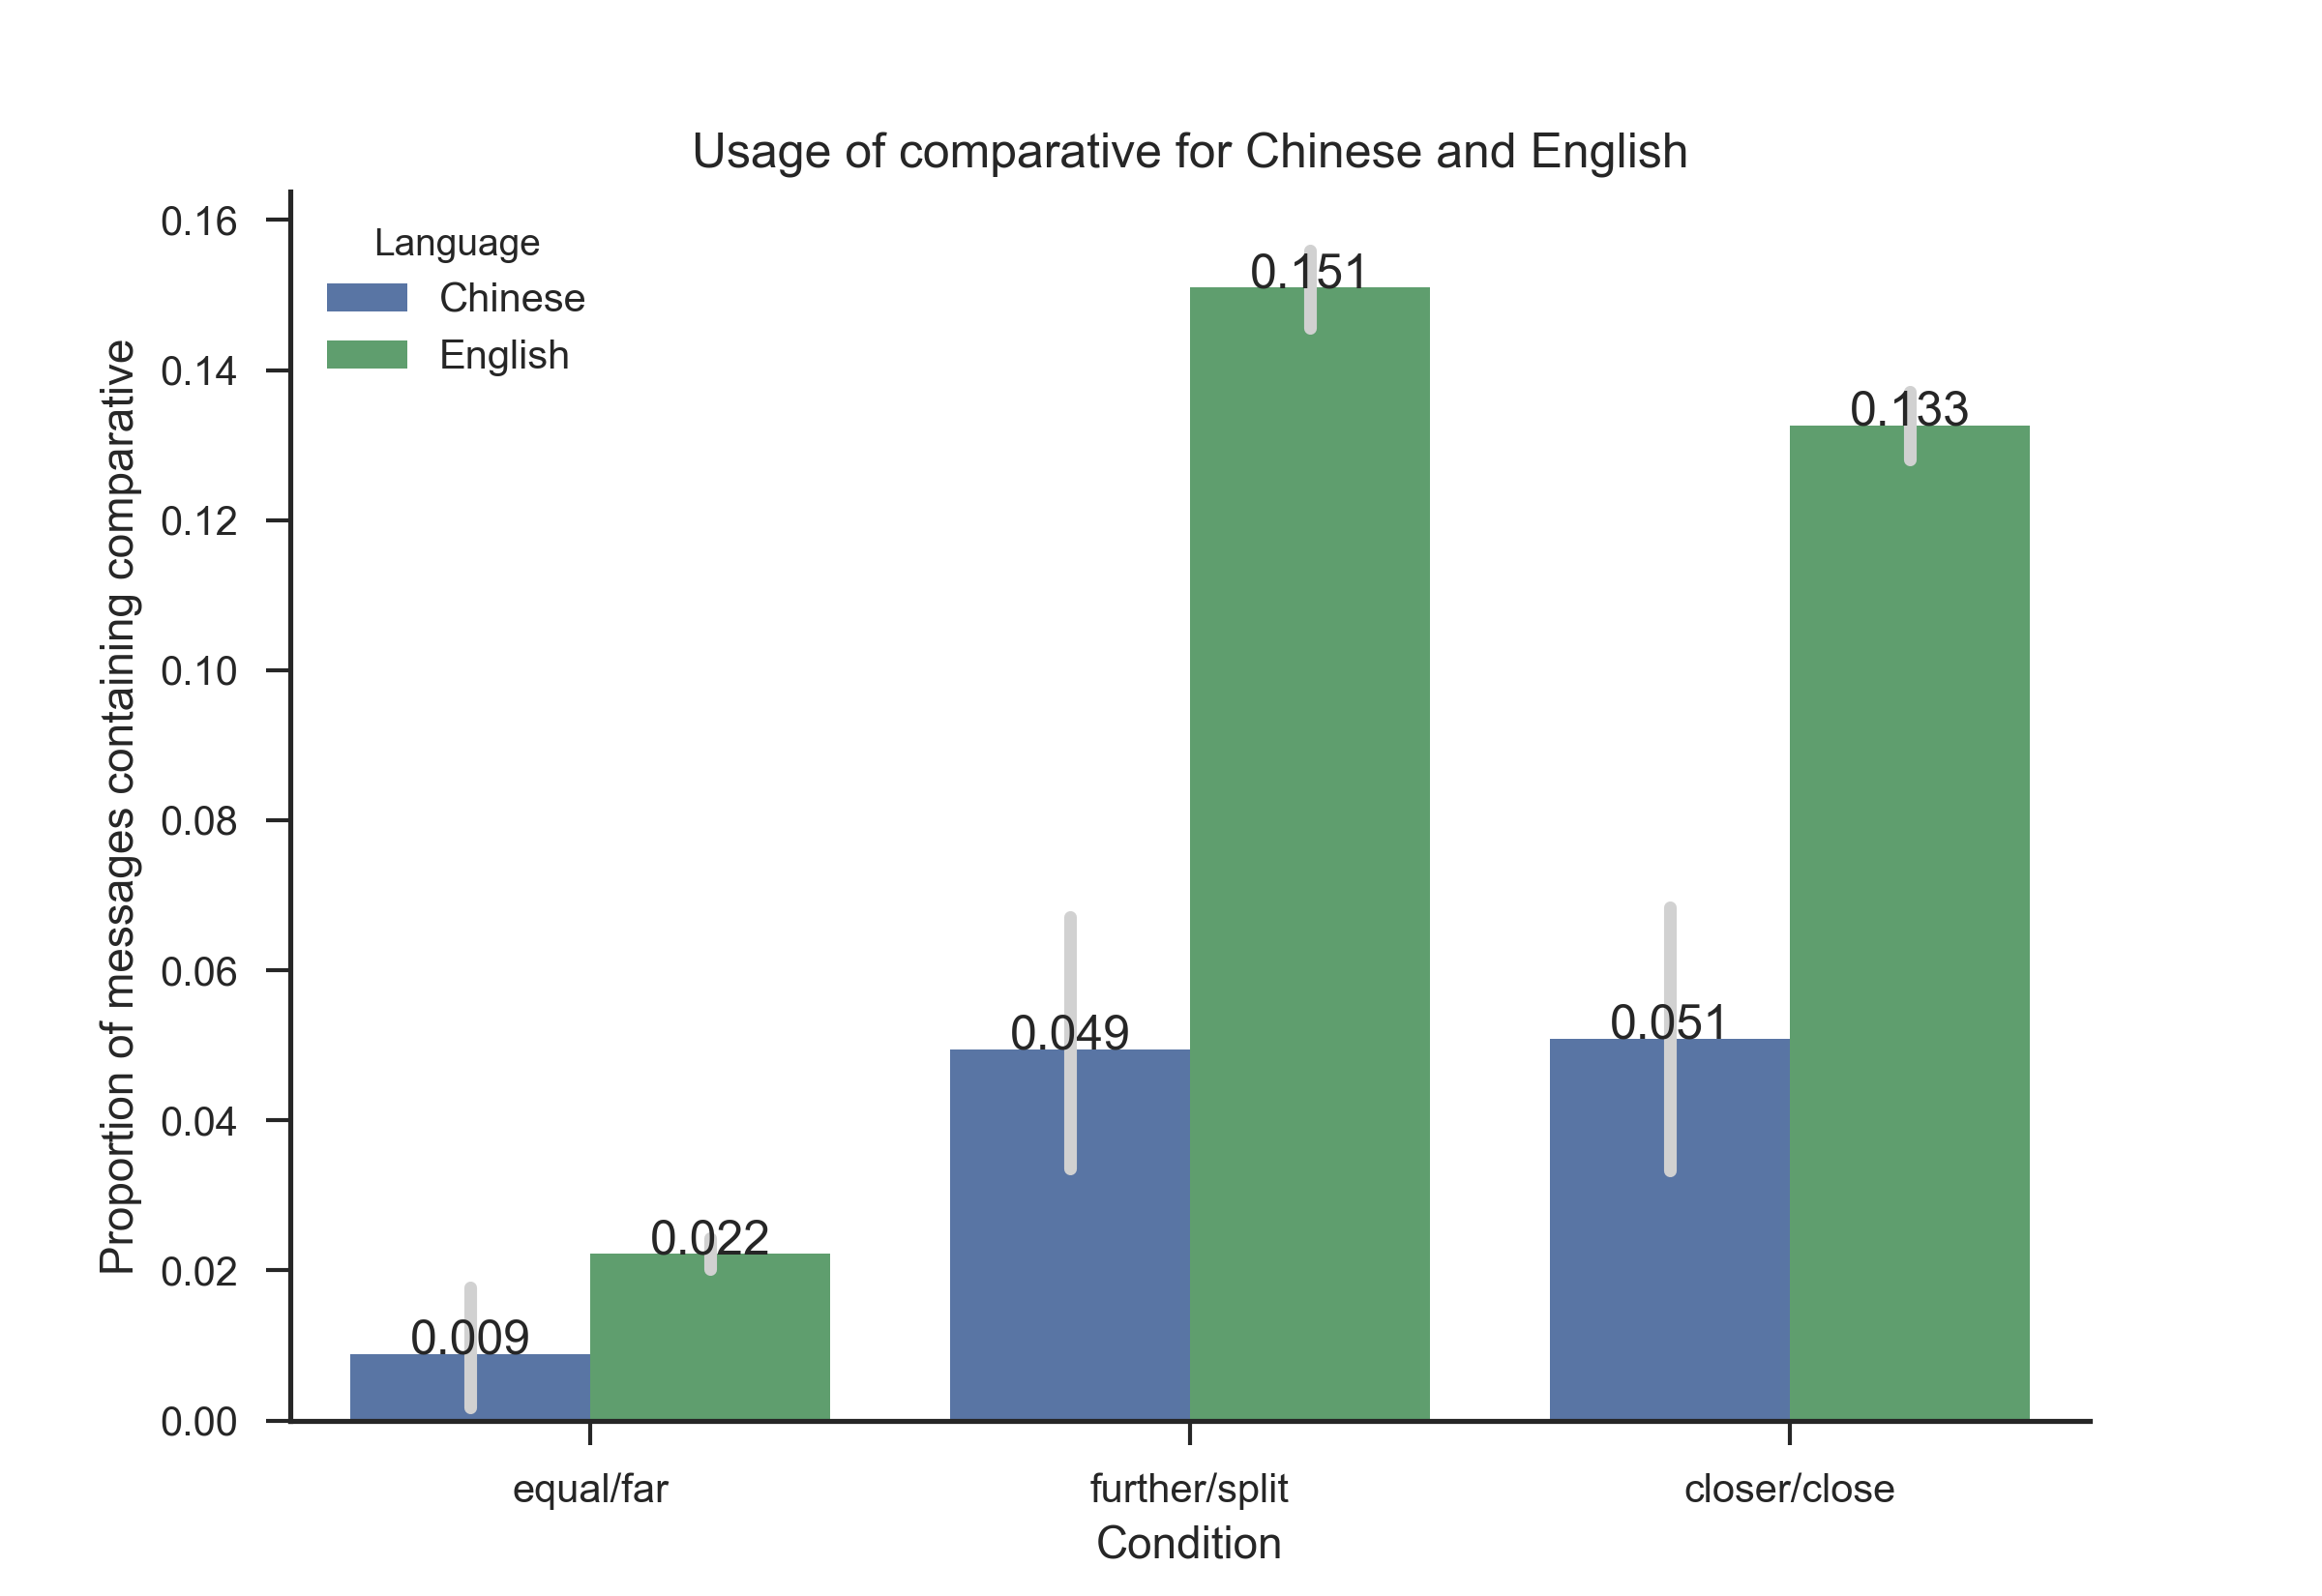 Usage of comparative for Chinese and English
Proportion of messages containing comparative
0.16
0.14
0.12
0.10
0.08
0.06
0.04
0.02
0.00
Language
Chinese
English
0.009
0.022
0.049
0.151
0.051
0.133
equal/far
further/split
closer/close
Condition